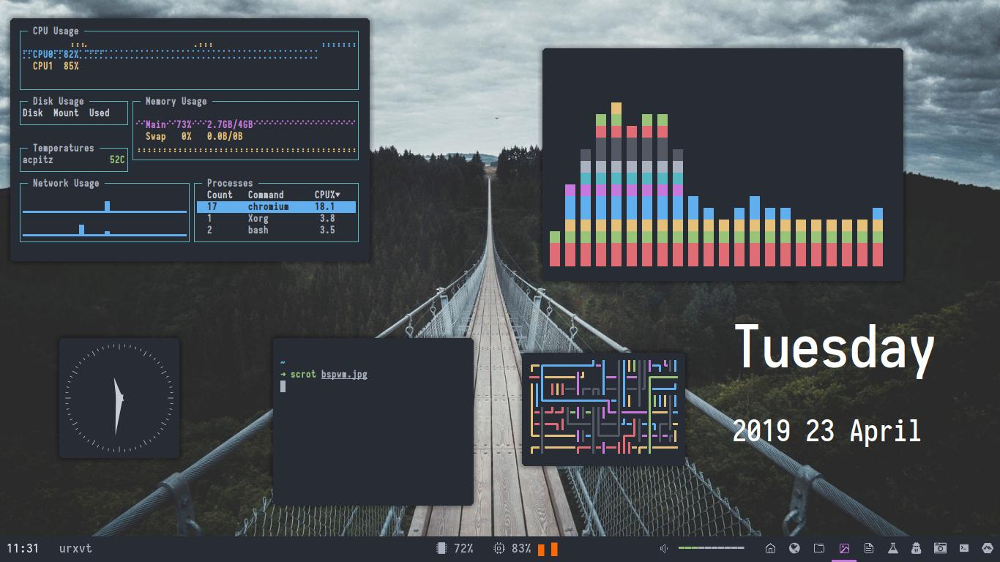 CPU Usage
CPU0 82%
CPU1 85%
Disk Usage
Disk Mount Used
Memory Usage
Main 73% 2.7GB/4GB
Swap 0% 0.0B/0B
Temperatures
acpitz 52C
Network Usage
Processes
Count Command CPU%▼
17 chromium 18.1
1 Xorg 3.8
2 bash 3.5
~
→ scrot bspwm.jpg
Tuesday
2019 23 April
11:31 urxvt 72% 83%